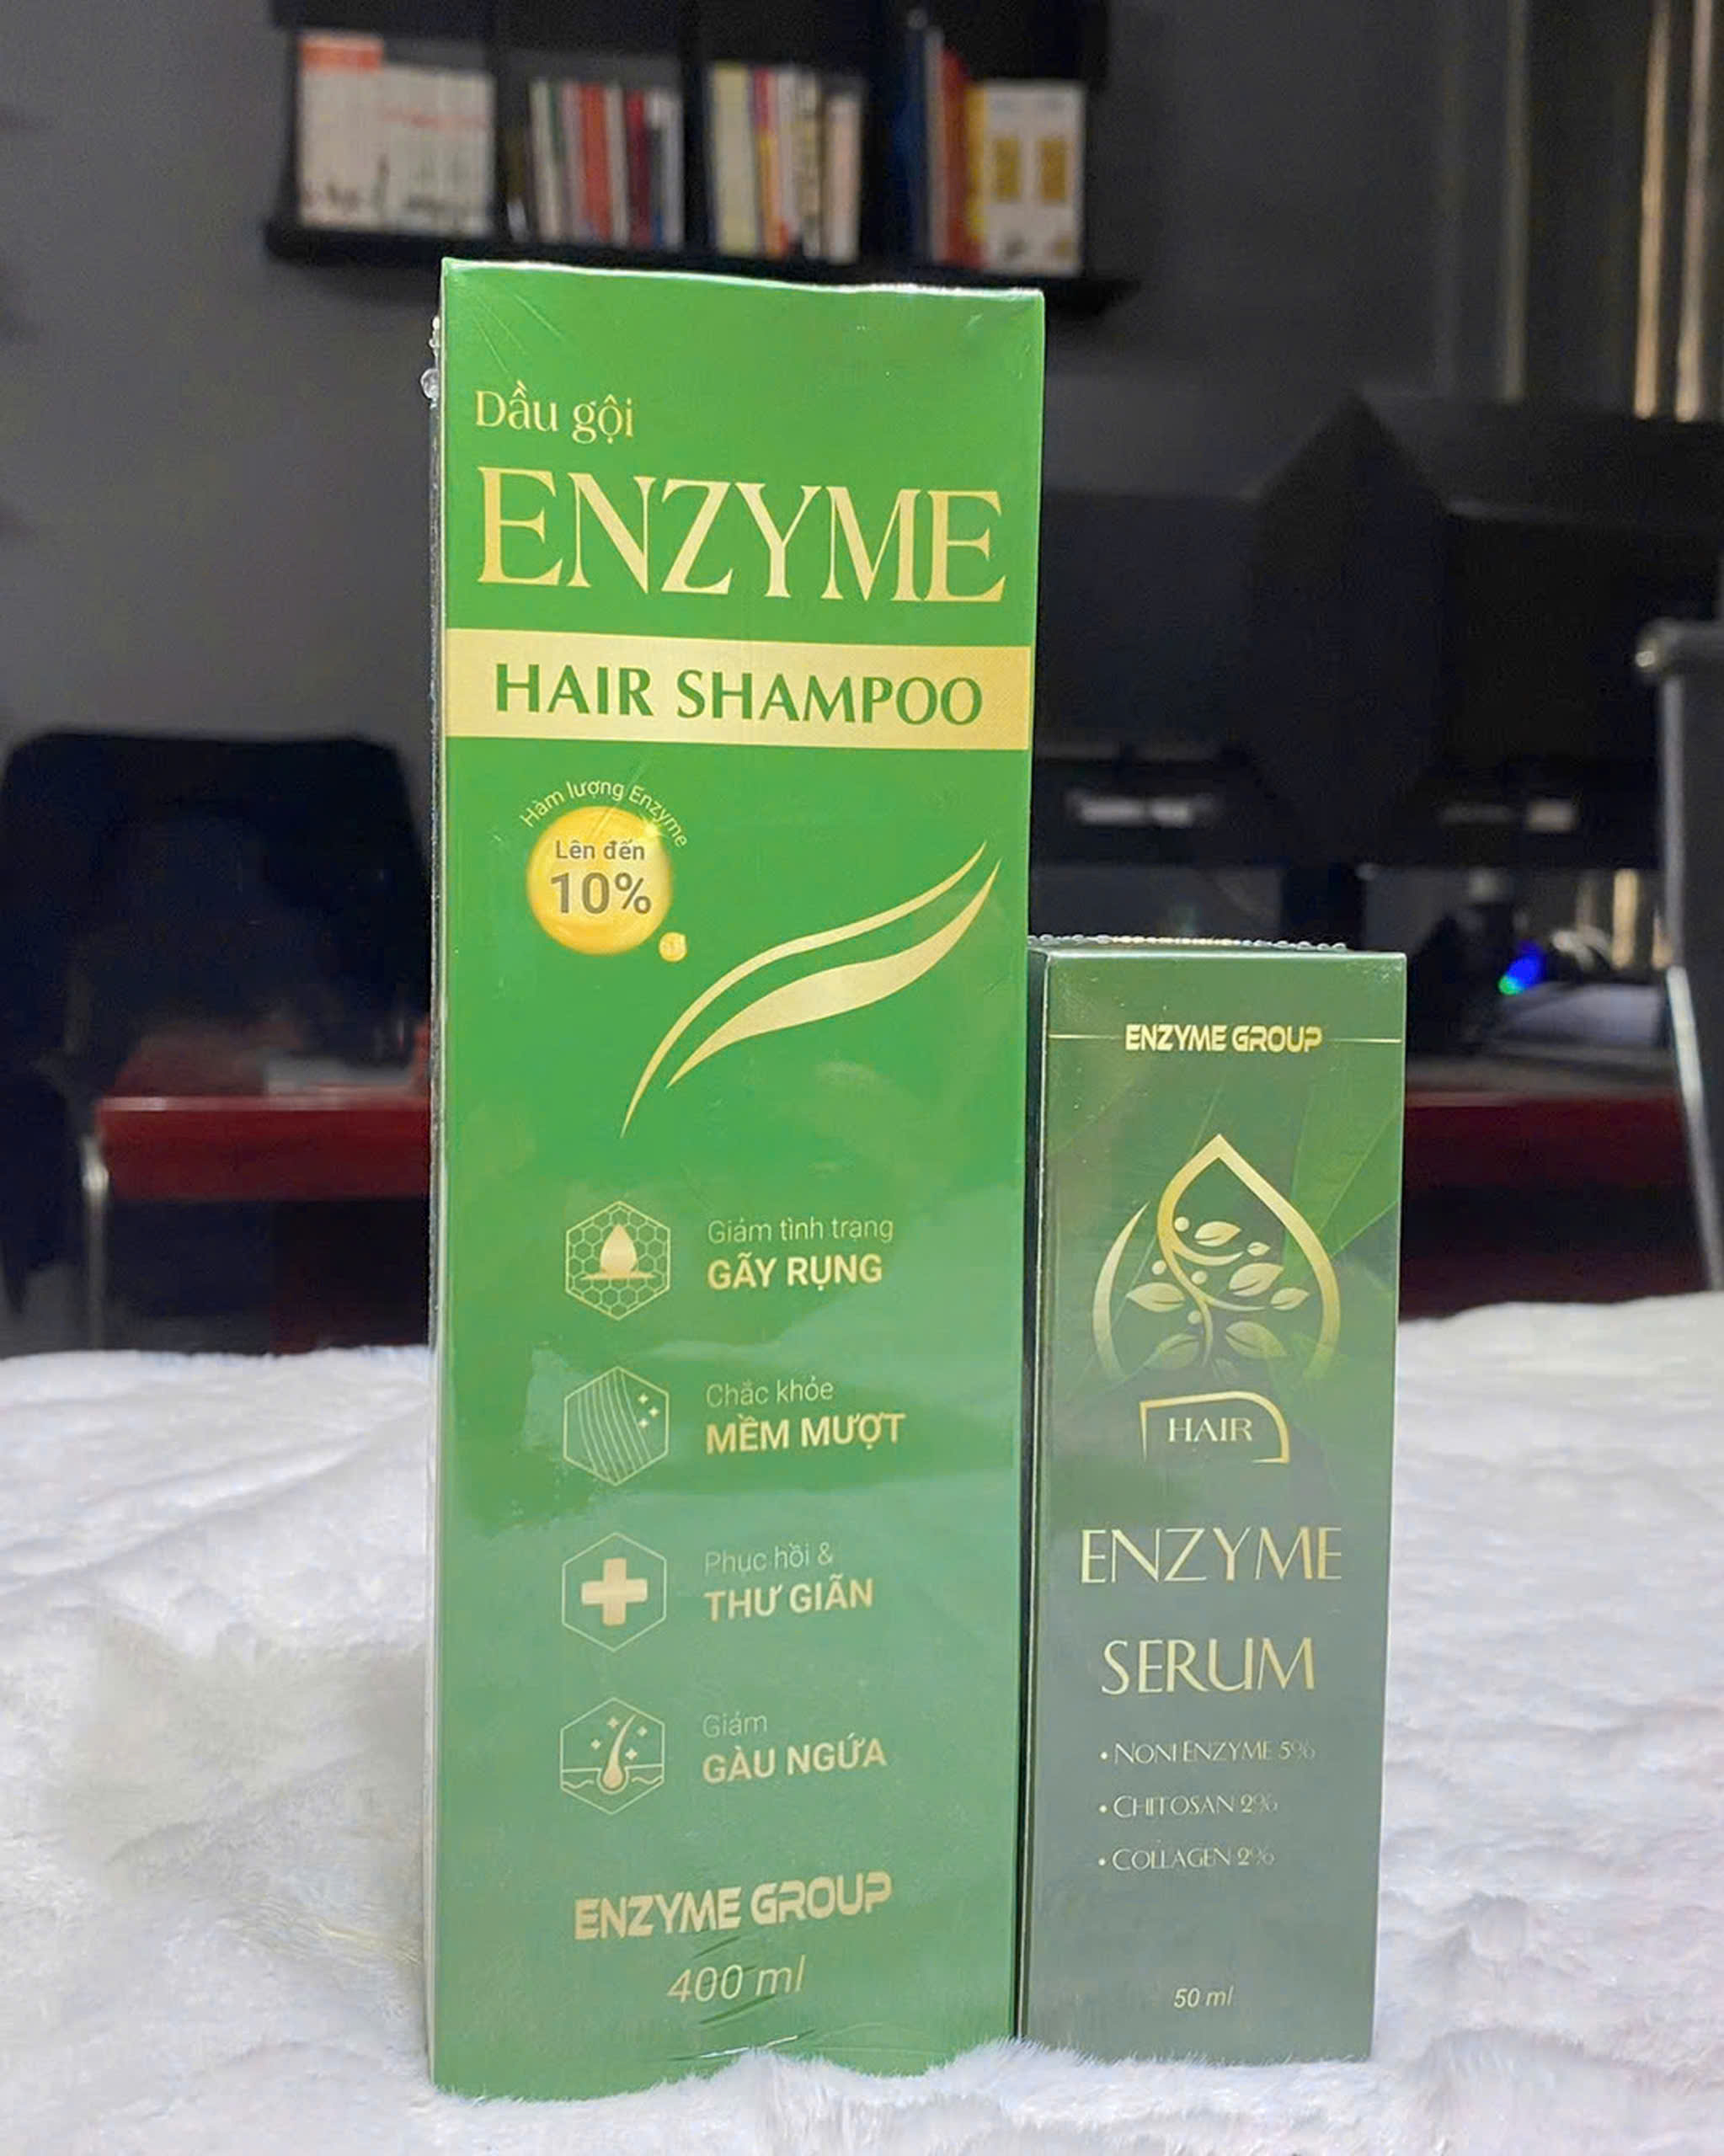 Dầu gội
ENZYME
HAIR SHAMPOO
Hàm lượng Enzyme
Lên đến
10%
Giảm tình trạng
GÃY RỤNG
Chắc khỏe
MỀM MƯỢT
Phục hồi &
THƯ GIÃN
Giảm
GÀU NGỨA
ENZYME GROUP
400 ml
ENZYME GROUP
HAIR
ENZYME
SERUM
• NONI ENZYME 5%
• CHITOSAN 2%
• COLLAGEN 2%
50 ml